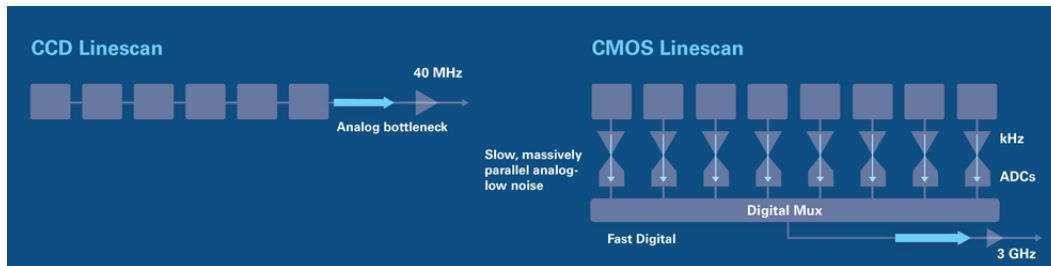 CCD Linescan
40 MHz
Analog bottleneck
CMOS Linescan
kHz
Slow, massively
parallel analog-
low noise
ADCs
Digital Mux
Fast Digital
3 GHz